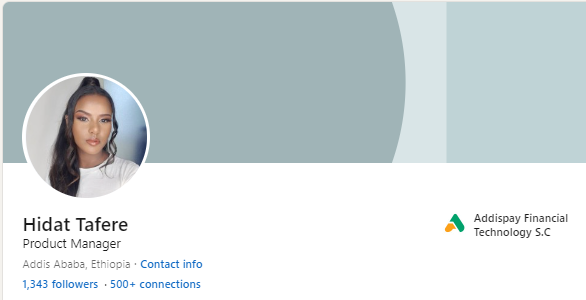 Hidat Tafere
Product Manager
Addis Ababa, Ethiopia · Contact info
1,343 followers · 500+ connections
Addispay Financial
Technology S.C